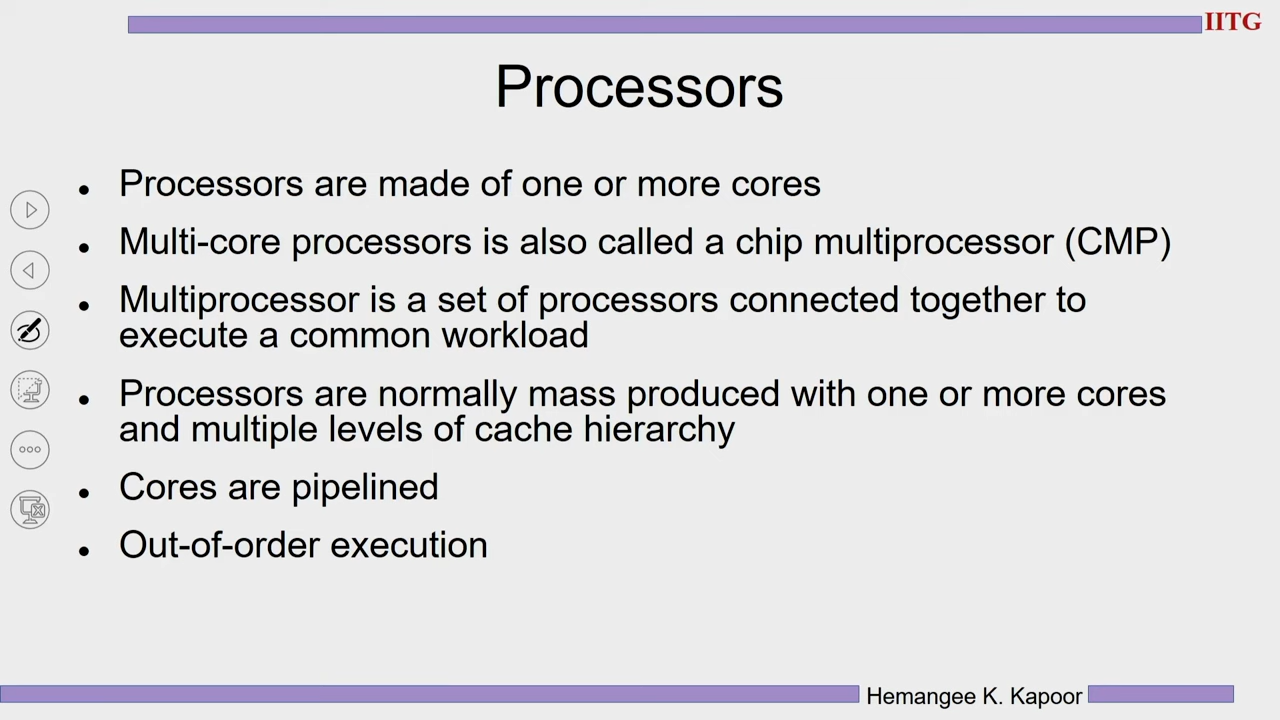 IITG
Processors
• Processors are made of one or more cores
• Multi-core processors is also called a chip multiprocessor (CMP)
• Multiprocessor is a set of processors connected together to
execute a common workload
• Processors are normally mass produced with one or more cores
and multiple levels of cache hierarchy
• Cores are pipelined
• Out-of-order execution
Hemangee K. Kapoor